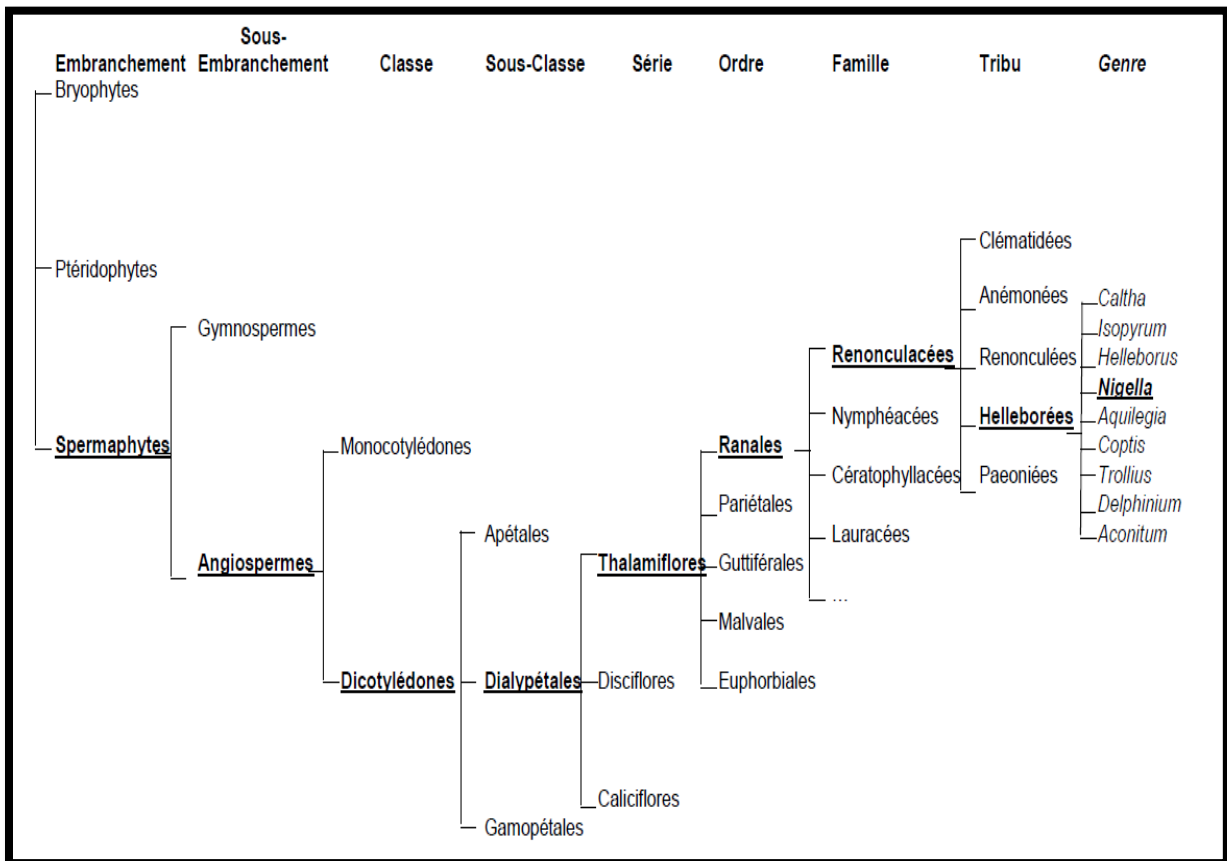 Sous-
Embranchement Embranchement Classe Sous-Classe Série Ordre Famille Tribu Genre
Bryophytes
Clématidées
Ptéridophytes
Anémonées Caltha
Gymnospermes Isopyrum
Renonculacées Renonculées Helleborus
Nigella
Nymphéacées Helleborées Aquilegia
Spermaphytes Monocotylédones Ranales Coptis
Cératophyllacées Paeoniées Trollius
Pariétales Delphinium
Apétales Lauracées Aconitum
Angiospermes Thalamiflores Guttiférales
...
Malvales
Dicotylédones Dialypétales Disciflores Euphorbiales
Caliciflores
Gamopétales